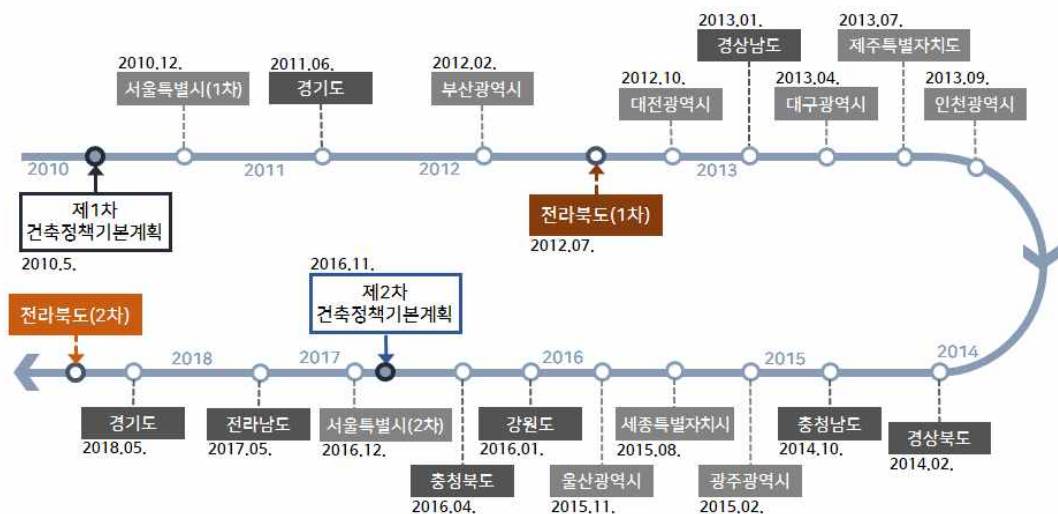 2010.12.
서울특별시(1차)
2011.06.
경기도
2012.02.
부산광역시
2012.10.
대전광역시
2013.01.
경상남도
2013.04.
대구광역시
2013.07.
제주특별자치도
2013.09.
인천광역시
2010
2011
2012
2013
제1차
건축정책기본계획
2010.5.
전라북도(1차)
2012.07.
2016.11.
제2차
건축정책기본계획
전라북도(2차)
2018
2017
2016
2015
2014
경기도
2018.05.
전라남도
2017.05.
서울특별시(2차)
2016.12.
충청북도
2016.04.
강원도
2016.01.
울산광역시
2015.11.
세종특별자치시
2015.08.
광주광역시
2015.02.
충청남도
2014.10.
경상북도
2014.02.